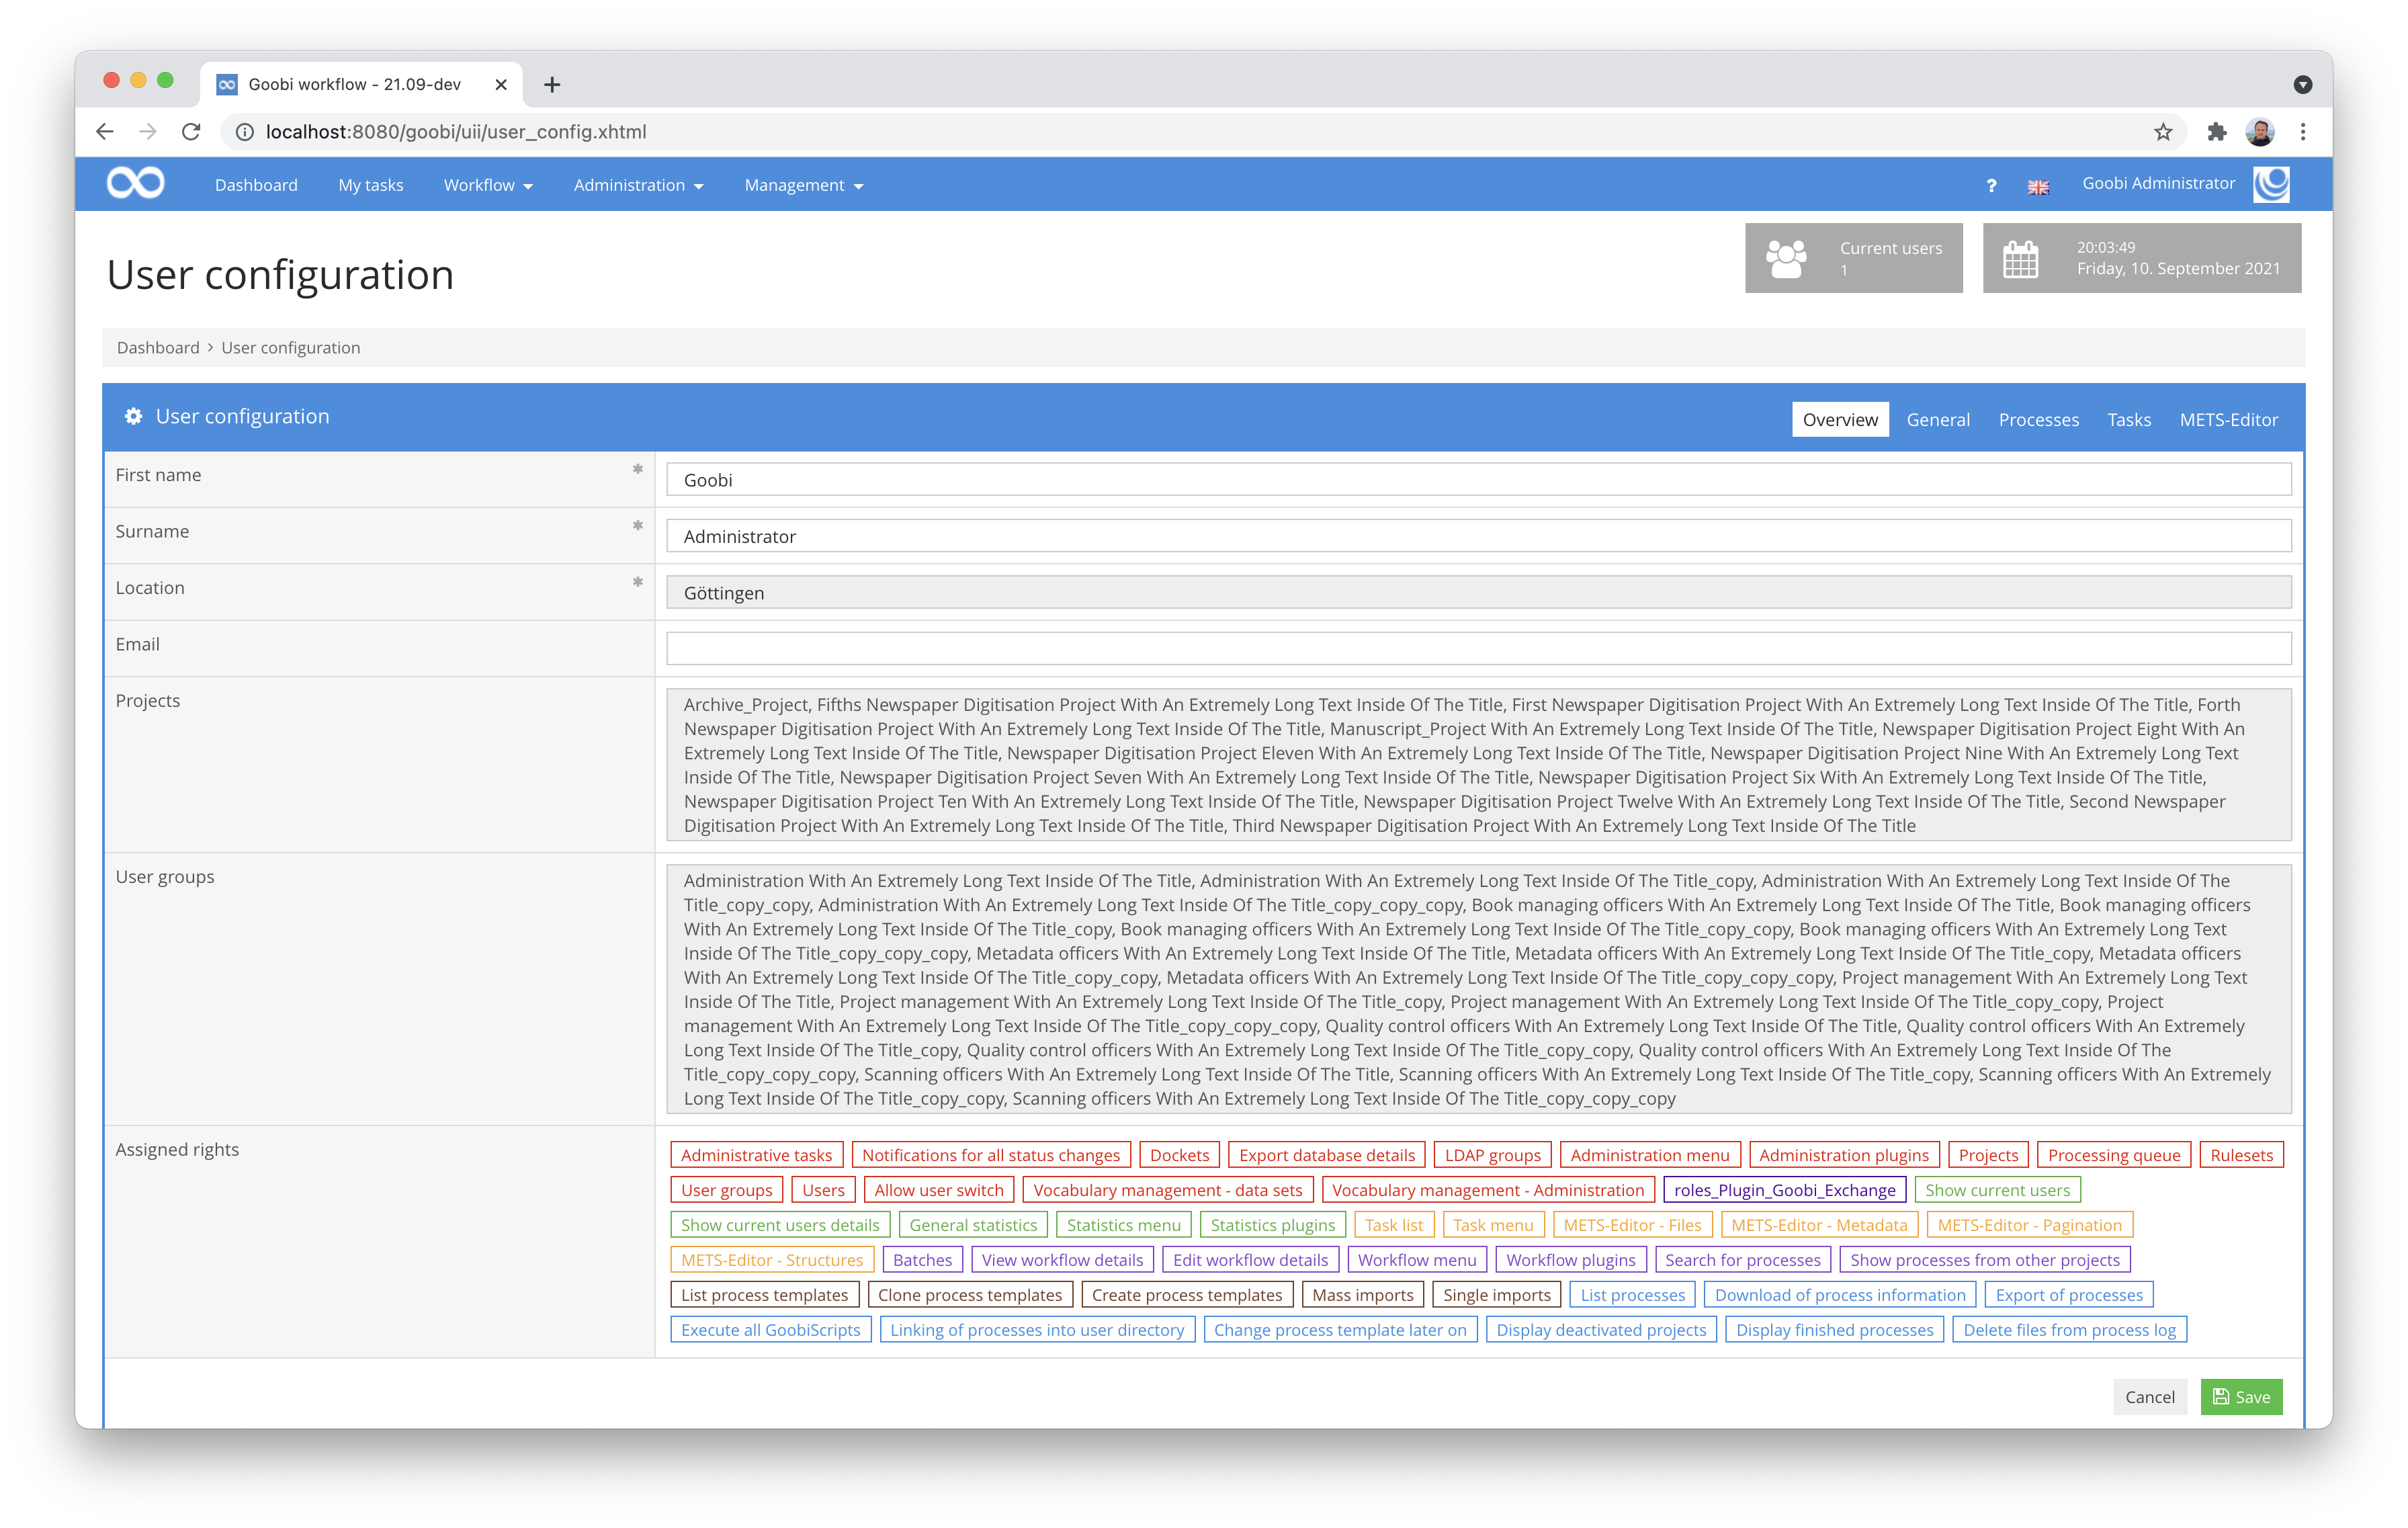 Goobi workflow - 21.09-dev
localhost:8080/goobi/uii/user_config.xhtml
Dashboard My tasks Workflow Administration Management ? Goobi Administrator
User configuration
Current users
1
20:03:49
Friday, 10. September 2021
Dashboard > User configuration
User configuration
Overview General Processes Tasks METS-Editor
First name * Goobi
Surname * Administrator
Location * Göttingen
Email
Projects
Archive_Project, Fifths Newspaper Digitisation Project With An Extremely Long Text Inside Of The Title, First Newspaper Digitisation Project With An Extremely Long Text Inside Of The Title, Forth
Newspaper Digitisation Project With An Extremely Long Text Inside Of The Title, Manuscript_Project With An Extremely Long Text Inside Of The Title, Newspaper Digitisation Project Eight With An
Extremely Long Text Inside Of The Title, Newspaper Digitisation Project Eleven With An Extremely Long Text Inside Of The Title, Newspaper Digitisation Project Nine With An Extremely Long Text
Inside Of The Title, Newspaper Digitisation Project Seven With An Extremely Long Text Inside Of The Title, Newspaper Digitisation Project Six With An Extremely Long Text Inside Of The Title,
Newspaper Digitisation Project Ten With An Extremely Long Text Inside Of The Title, Newspaper Digitisation Project Twelve With An Extremely Long Text Inside Of The Title, Second Newspaper
Digitisation Project With An Extremely Long Text Inside Of The Title, Third Newspaper Digitisation Project With An Extremely Long Text Inside Of The Title
User groups
Administration With An Extremely Long Text Inside Of The Title, Administration With An Extremely Long Text Inside Of The Title_copy, Administration With An Extremely Long Text Inside Of The
Title_copy_copy, Administration With An Extremely Long Text Inside Of The Title_copy_copy_copy, Book managing officers With An Extremely Long Text Inside Of The Title, Book managing officers
With An Extremely Long Text Inside Of The Title_copy, Book managing officers With An Extremely Long Text Inside Of The Title_copy_copy, Book managing officers With An Extremely Long Text
Inside Of The Title_copy_copy_copy, Metadata officers With An Extremely Long Text Inside Of The Title, Metadata officers With An Extremely Long Text Inside Of The Title_copy, Metadata officers
With An Extremely Long Text Inside Of The Title_copy_copy, Metadata officers With An Extremely Long Text Inside Of The Title_copy_copy_copy, Project management With An Extremely Long Text
Inside Of The Title, Project management With An Extremely Long Text Inside Of The Title_copy, Project management With An Extremely Long Text Inside Of The Title_copy_copy, Project
management With An Extremely Long Text Inside Of The Title_copy_copy_copy, Quality control officers With An Extremely Long Text Inside Of The Title, Quality control officers With An Extremely
Long Text Inside Of The Title_copy, Quality control officers With An Extremely Long Text Inside Of The Title_copy_copy, Quality control officers With An Extremely Long Text Inside Of The
Title_copy_copy_copy, Scanning officers With An Extremely Long Text Inside Of The Title, Scanning officers With An Extremely Long Text Inside Of The Title_copy, Scanning officers With An Extremely
Long Text Inside Of The Title_copy_copy, Scanning officers With An Extremely Long Text Inside Of The Title_copy_copy_copy
Assigned rights
Administrative tasks Notifications for all status changes Dockets Export database details LDAP groups Administration menu Administration plugins Projects Processing queue Rulesets
User groups Users Allow user switch Vocabulary management - data sets Vocabulary management - Administration roles_Plugin_Goobi_Exchange Show current users
Show current users details General statistics Statistics menu Statistics plugins Task list Task menu METS-Editor - Files METS-Editor - Metadata METS-Editor - Pagination
METS-Editor - Structures Batches View workflow details Edit workflow details Workflow menu Workflow plugins Search for processes Show processes from other projects
List process templates Clone process templates Create process templates Mass imports Single imports List processes Download of process information Export of processes
Execute all GoobiScripts Linking of processes into user directory Change process template later on Display deactivated projects Display finished processes Delete files from process log
Cancel Save